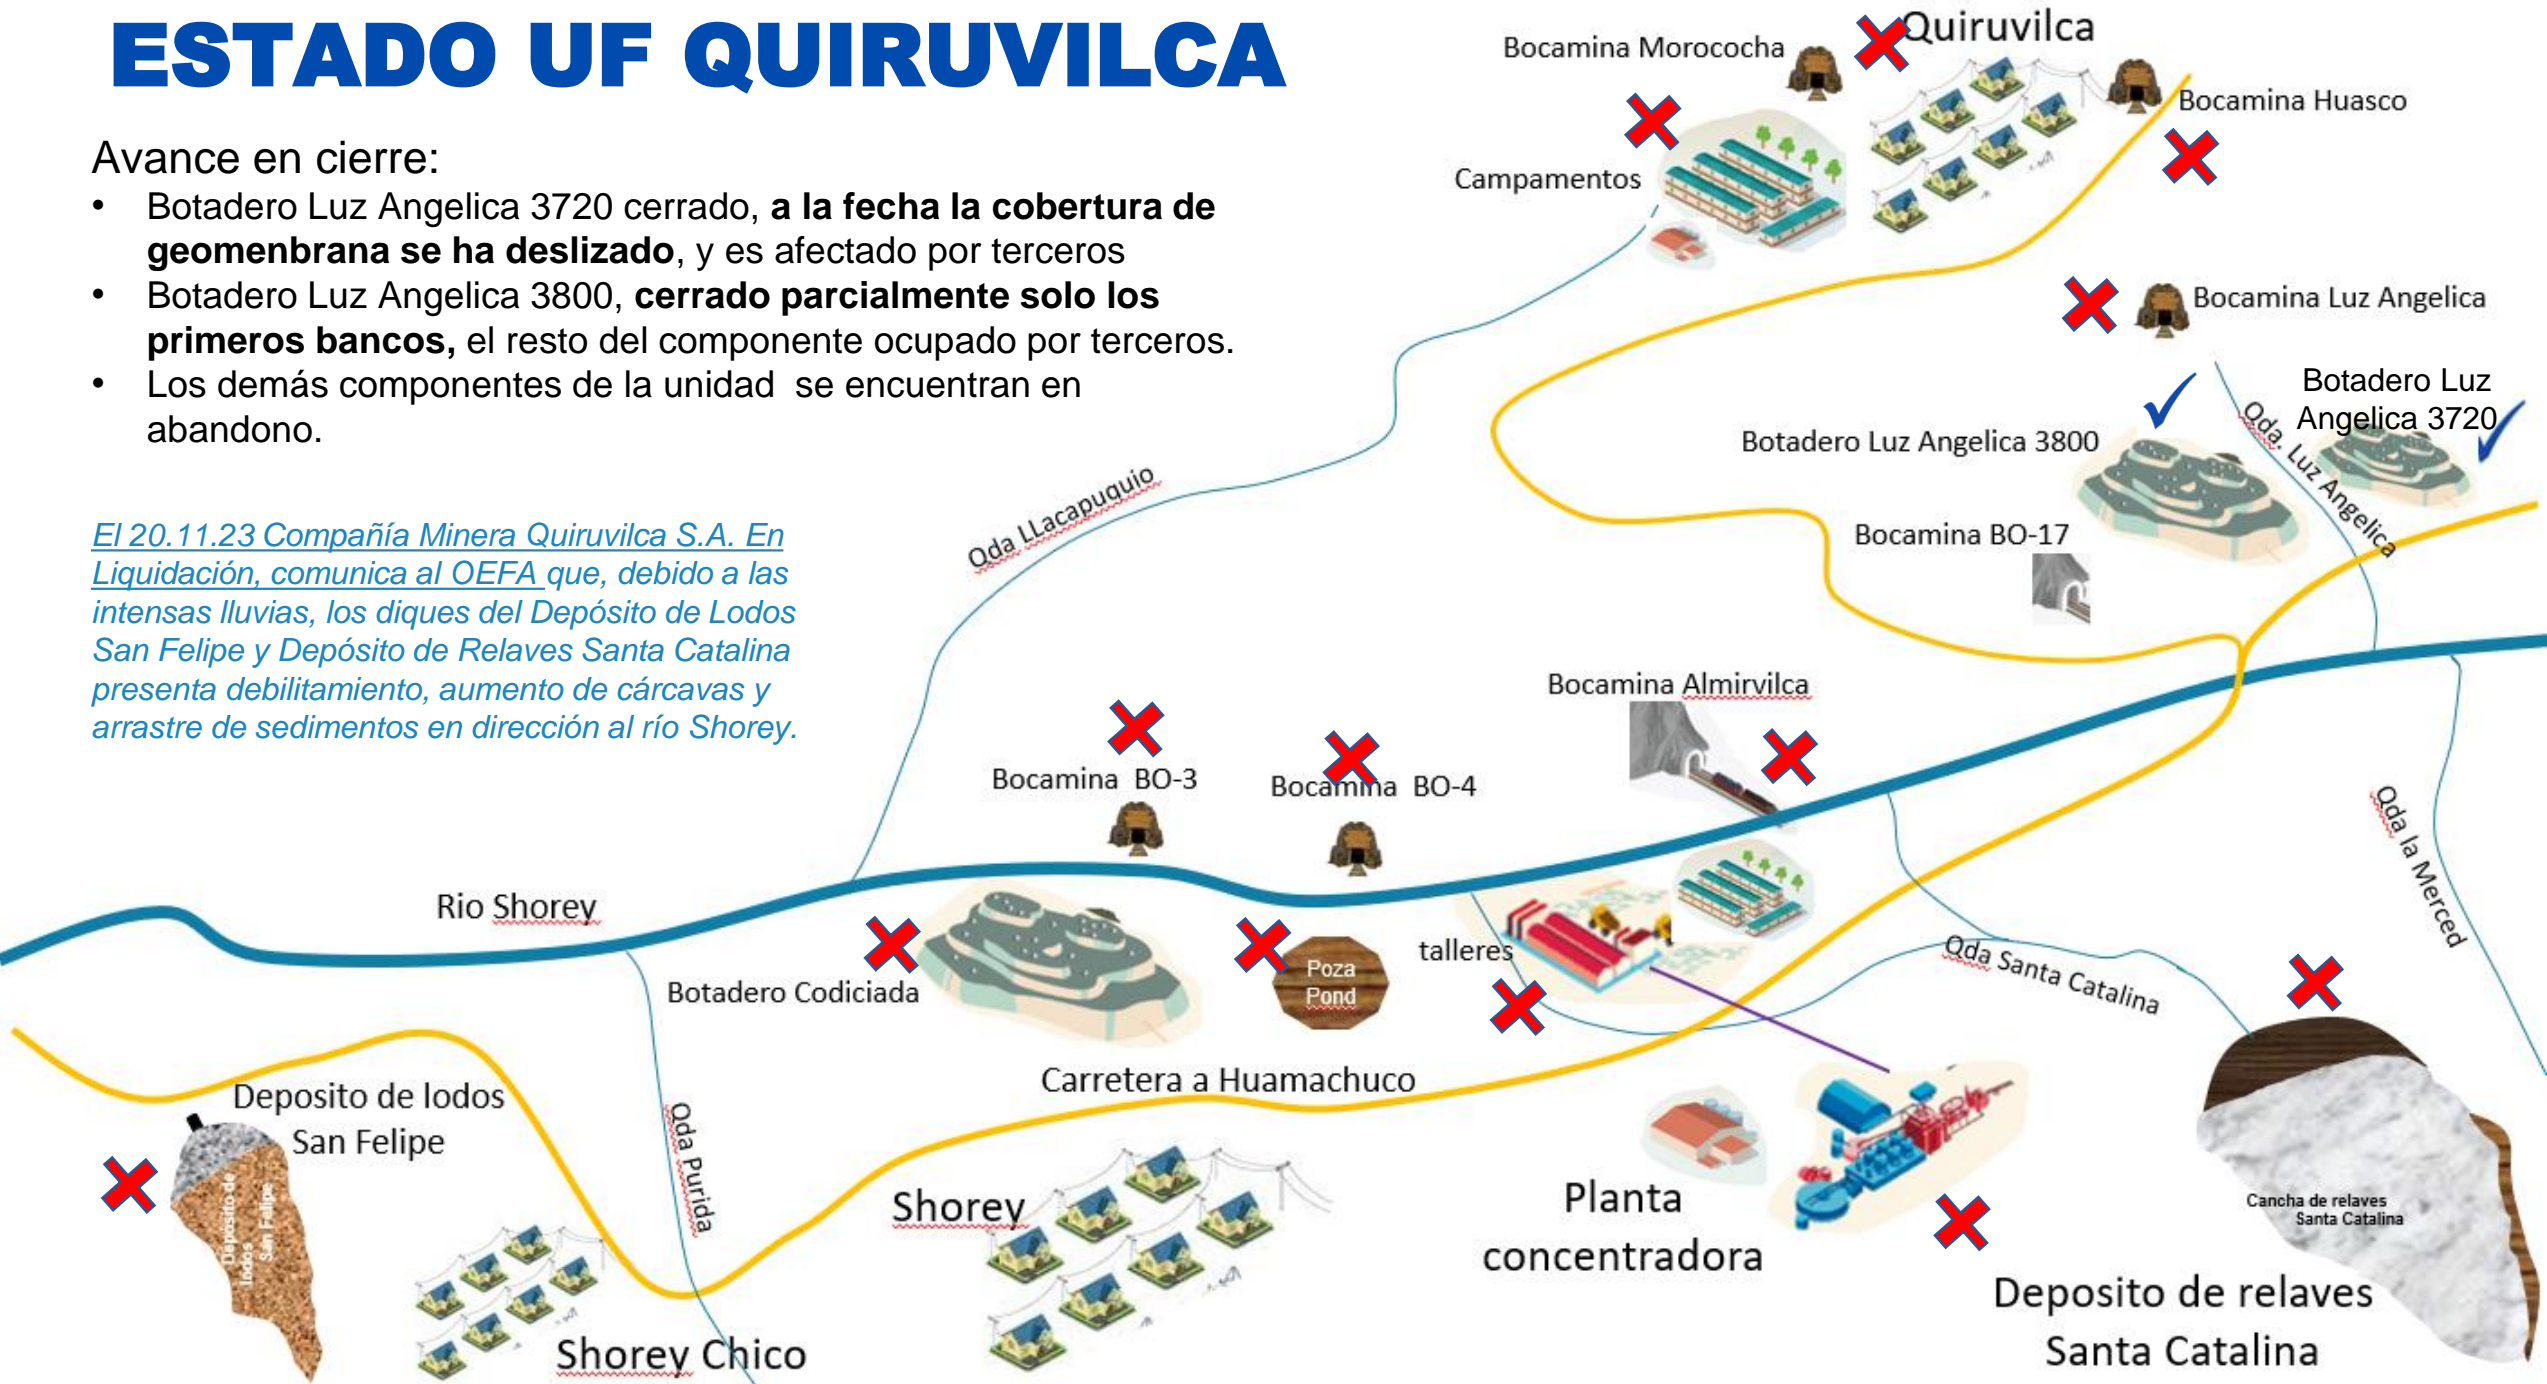 ESTADO UF QUIRUVILCA
Avance en cierre:
• Botadero Luz Angelica 3720 cerrado, a la fecha la cobertura de
geomenbrana se ha deslizado, y es afectado por terceros
• Botadero Luz Angelica 3800, cerrado parcialmente solo los
primeros bancos, el resto del componente ocupado por terceros.
• Los demás componentes de la unidad se encuentran en
abandono.
El 20.11.23 Compañía Minera Quiruvilca S.A. En
Liquidación, comunica al OEFA que, debido a las
intensas lluvias, los diques del Depósito de Lodos
San Felipe y Depósito de Relaves Santa Catalina
presenta debilitamiento, aumento de cárcavas y
arrastre de sedimentos en dirección al río Shorey.
Quiruvilca
Bocamina Morococha
Bocamina Huasco
Campamentos
Bocamina Luz Angelica
Botadero Luz
Angelica 3720
Botadero Luz Angelica 3800
Qda. Luz Angelica
Bocamina BO-17
Qda LLacapuquio
Bocamina Almirvilca
Bocamina BO-3
Bocamina BO-4
Qda la Merced
Rio Shorey
talleres
Qda Santa Catalina
Poza
Pond
Botadero Codiciada
Carretera a Huamachuco
Deposito de lodos
San Felipe
Deposito de
lodos
San Felipe
Qda Purida
Shorey
Planta
concentradora
Cancha de relaves
Santa Catalina
Deposito de relaves
Santa Catalina
Shorey Chico